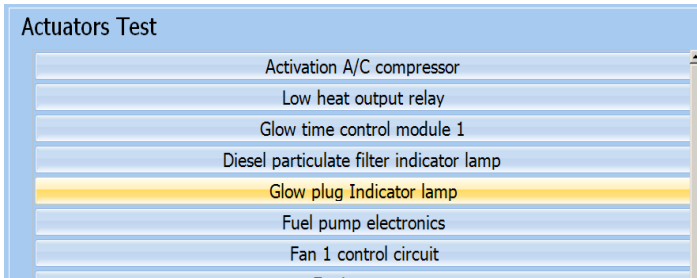 Actuators Test
Activation A/C compressor
Low heat output relay
Glow time control module 1
Diesel particulate filter indicator lamp
Glow plug Indicator lamp
Fuel pump electronics
Fan 1 control circuit